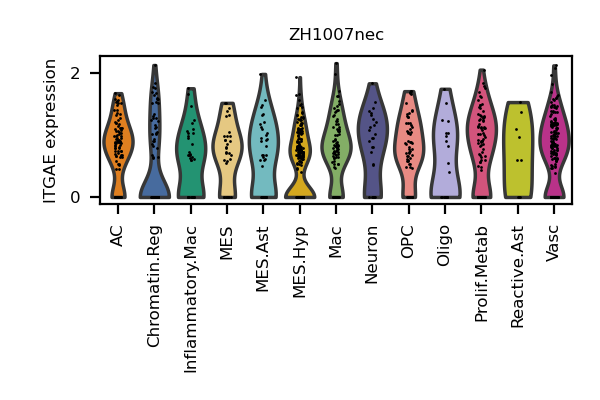 ZH1007nec
ITGAE expression
2
0
AC
Chromatin.Reg
Inflammatory.Mac
MES
MES.Ast
MES.Hyp
Mac
Neuron
OPC
Oligo
Prolif.Metab
Reactive.Ast
Vasc